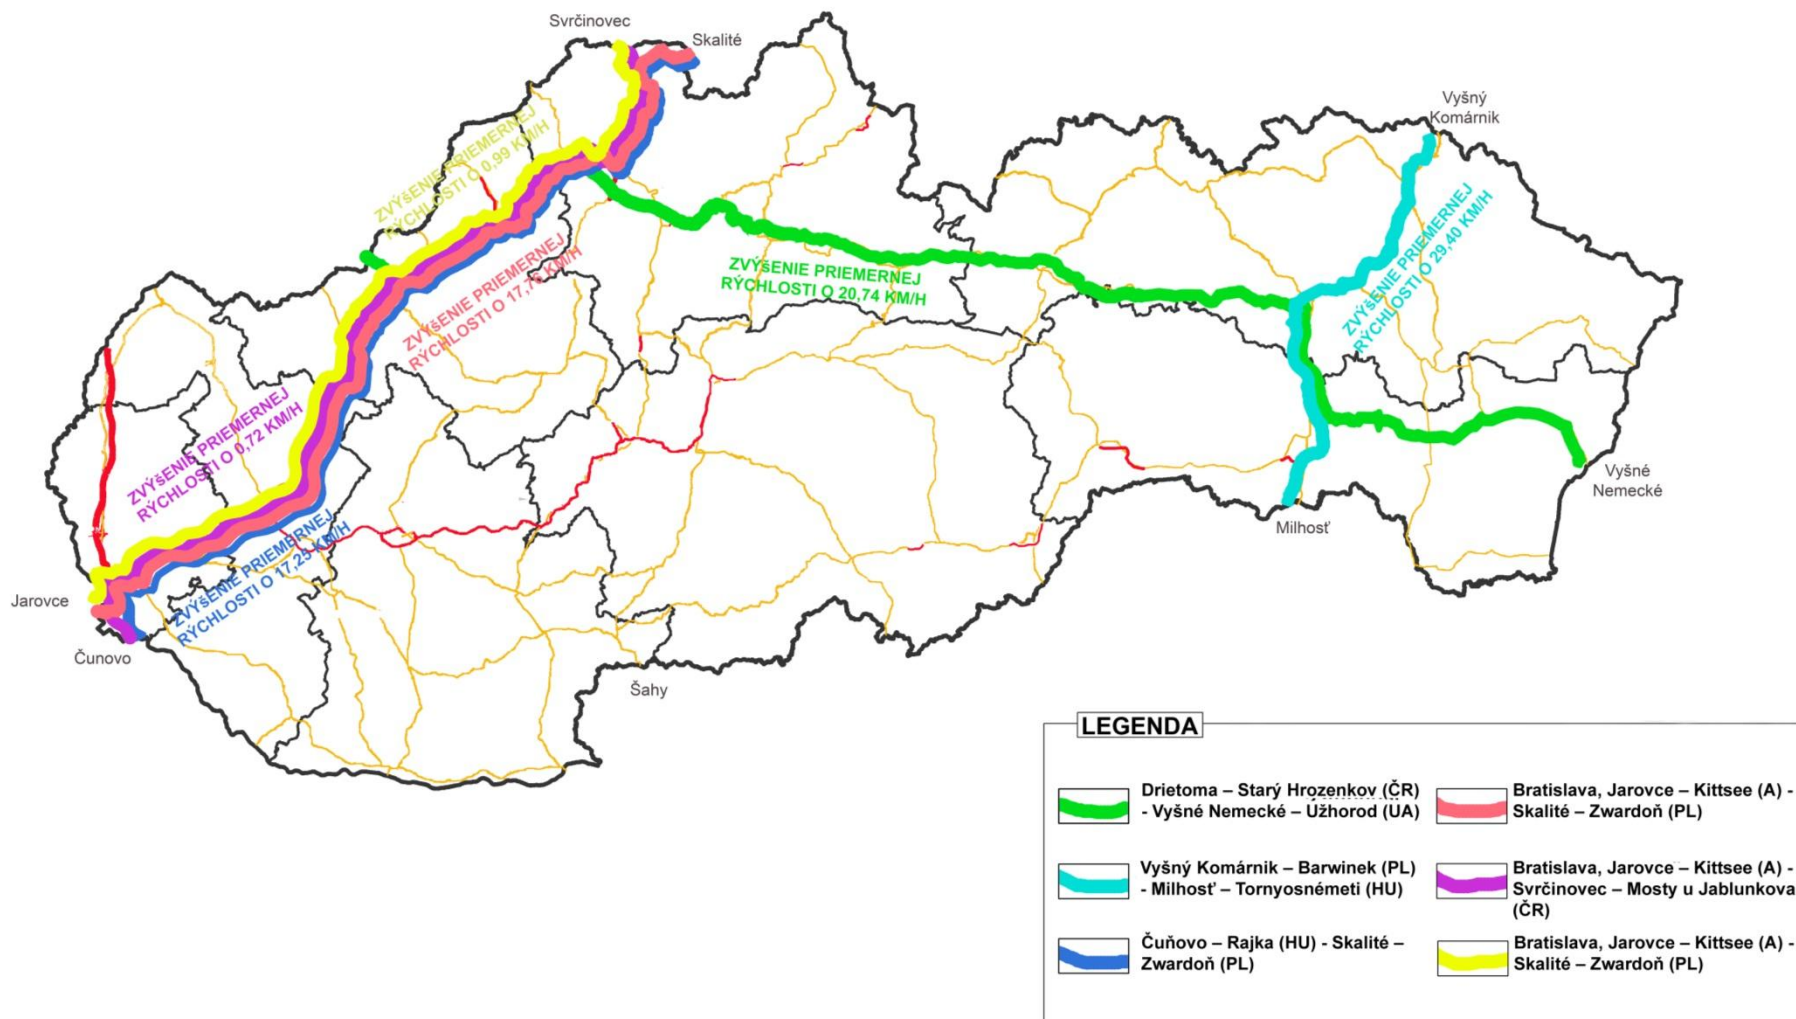 Svrčinovec
Skalité
Vyšný
Komárnik
ZVÝšENIE PRIEMERNEJ
RÝCHLOSTI O 0,99 KM/H
ZVÝšENIE PRIEMERNEJ
RÝCHLOSTI O 17,76 KM/H
ZVÝšENIE PRIEMERNEJ
RÝCHLOSTI O 20,74 KM/H
ZVÝšENIE PRIEMERNEJ
RÝCHLOSTI O 29,40 KM/H
ZVÝšENIE PRIEMERNEJ
RÝCHLOSTI O 0,72 KM/H
ZVÝšENIE PRIEMERNEJ
RÝCHLOSTI O 17,25 KM/H
Vyšné
Nemecké
Milhosť
Jarovce
Čunovo
Šahy
LEGENDA
Drietoma – Starý Hrozenkov (ČR)
- Vyšné Nemecké – Užhorod (UA)
Vyšný Komárnik – Barwinek (PL)
- Milhosť – Tornyosnémeti (HU)
Čuňovo – Rajka (HU) - Skalité –
Zwardoň (PL)
Bratislava, Jarovce – Kittsee (A) -
Skalité – Zwardoň (PL)
Bratislava, Jarovce – Kittsee (A) -
Svrčinovec – Mosty u Jablunkova
(ČR)
Bratislava, Jarovce – Kittsee (A) -
Skalité – Zwardoň (PL)